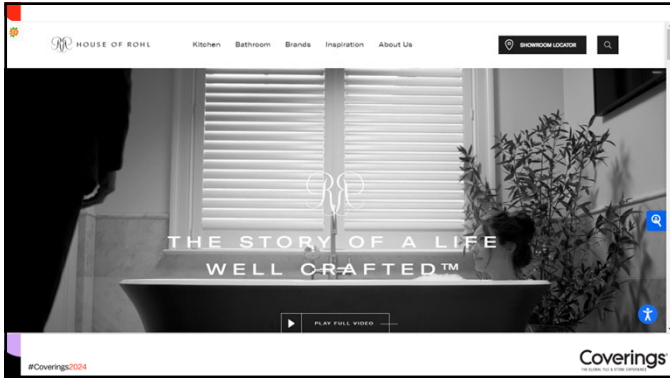 HOUSE OF ROHL
Kitchen Bathroom Brands Inspiration About Us
SHOWROOM LOCATOR
THE STORY OF A LIFE
WELL CRAFTED™
PLAY FULL VIDEO
#Coverings2024
Coverings
THE GLOBAL TILE & STONE EXPERIENCE